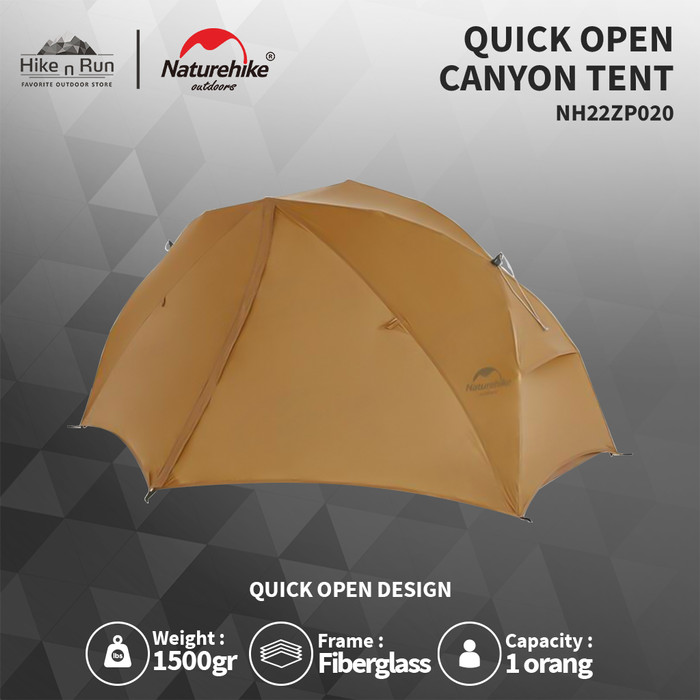 Hike n Run
FAVORITE OUTDOOR STORE
Naturehike®
outdoors
QUICK OPEN
CANYON TENT
NH22ZP020
Naturehike
QUICK OPEN DESIGN
lbs
Weight :
1500gr
Frame :
Fiberglass
Capacity :
1 orang